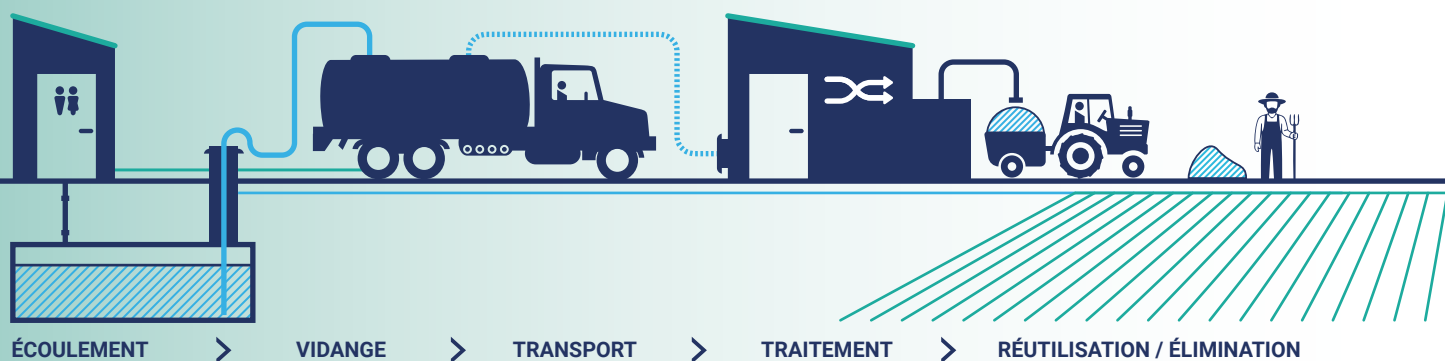 ÉCOULEMENT > VIDANGE > TRANSPORT > TRAITEMENT > RÉUTILISATION / ÉLIMINATION